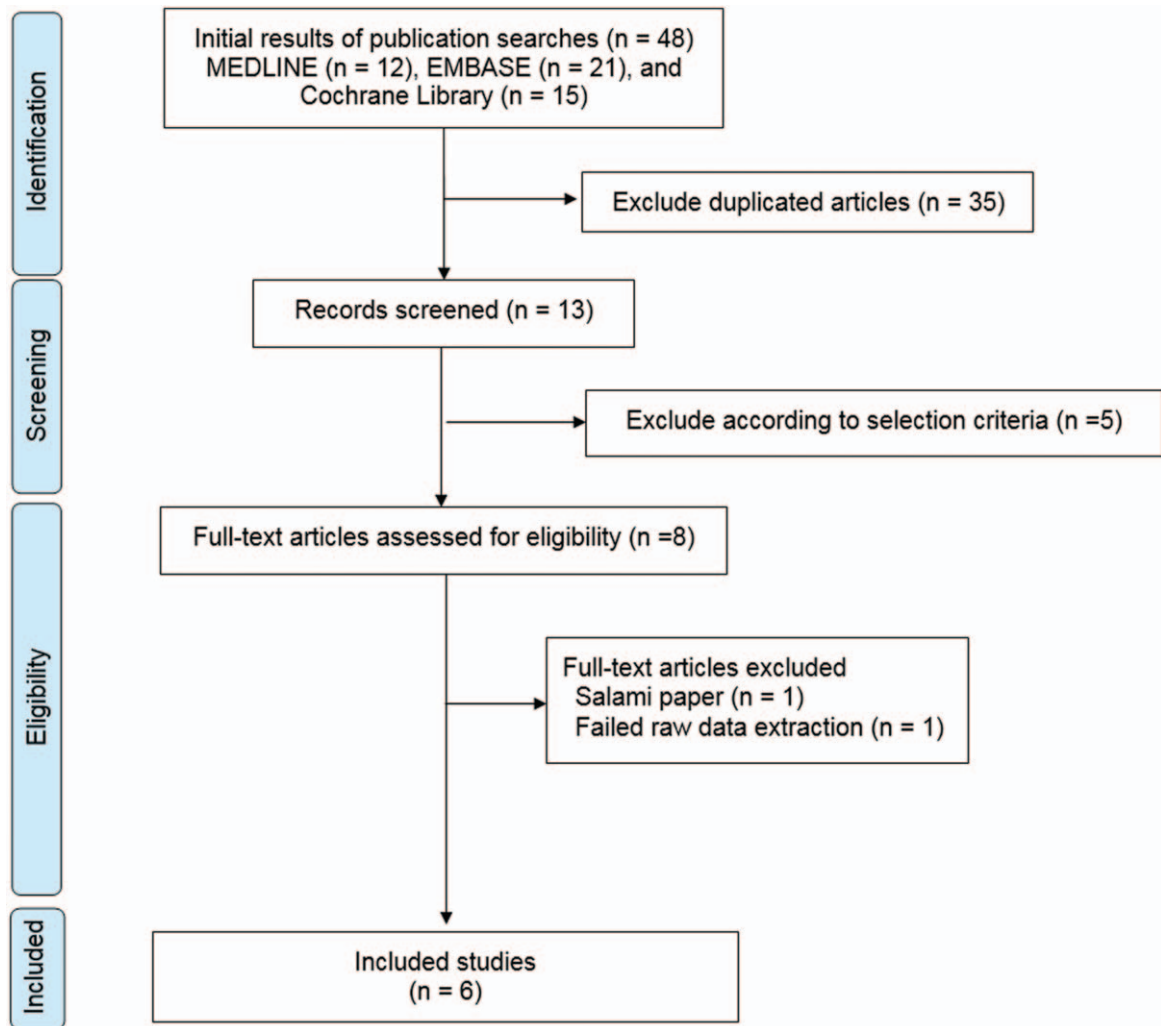 Identification
Initial results of publication searches (n = 48)
MEDLINE (n = 12), EMBASE (n = 21), and
Cochrane Library (n = 15)
Exclude duplicated articles (n = 35)
Screening
Records screened (n = 13)
Exclude according to selection criteria (n =5)
Eligibility
Full-text articles assessed for eligibility (n =8)
Full-text articles excluded
Salami paper (n = 1)
Failed raw data extraction (n = 1)
Included
Included studies
(n = 6)